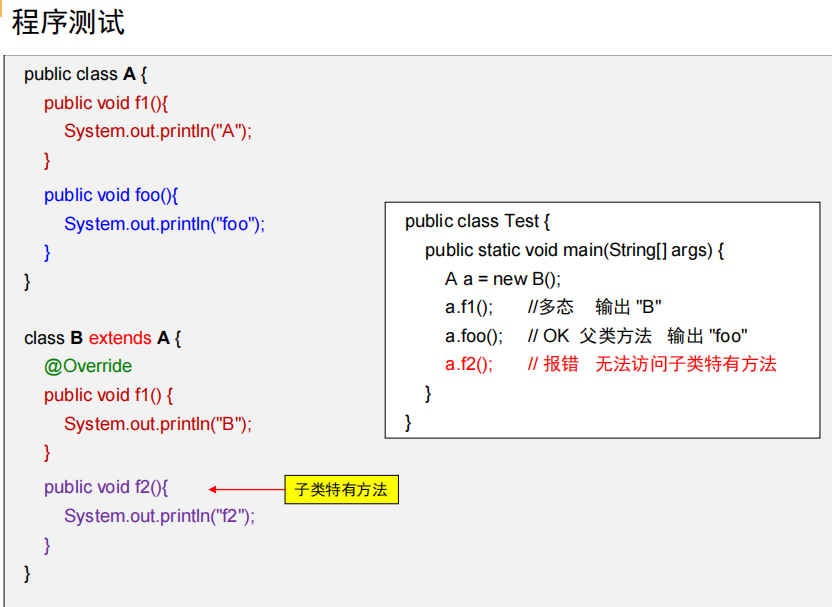 程序测试
public class A {
public void f1(){
System.out.println("A");
}
public void foo(){
System.out.println("foo");
}
}
class B extends A {
@Override
public void f1() {
System.out.println("B");
}
public void f2(){
子类特有方法
System.out.println("f2");
}
}
public class Test {
public static void main(String[] args) {
A a = new B();
a.f1(); //多态 输出 "B"
a.foo(); // OK 父类方法 输出 "foo"
a.f2(); // 报错 无法访问子类特有方法
}
}